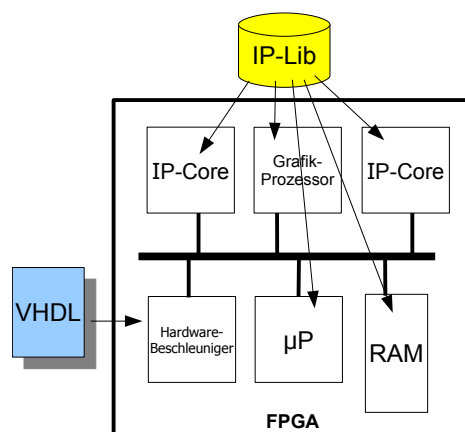 IP-Lib
IP-Core
Grafik-
Prozessor
IP-Core
VHDL
Hardware-
Beschleuniger
µP
RAM
FPGA